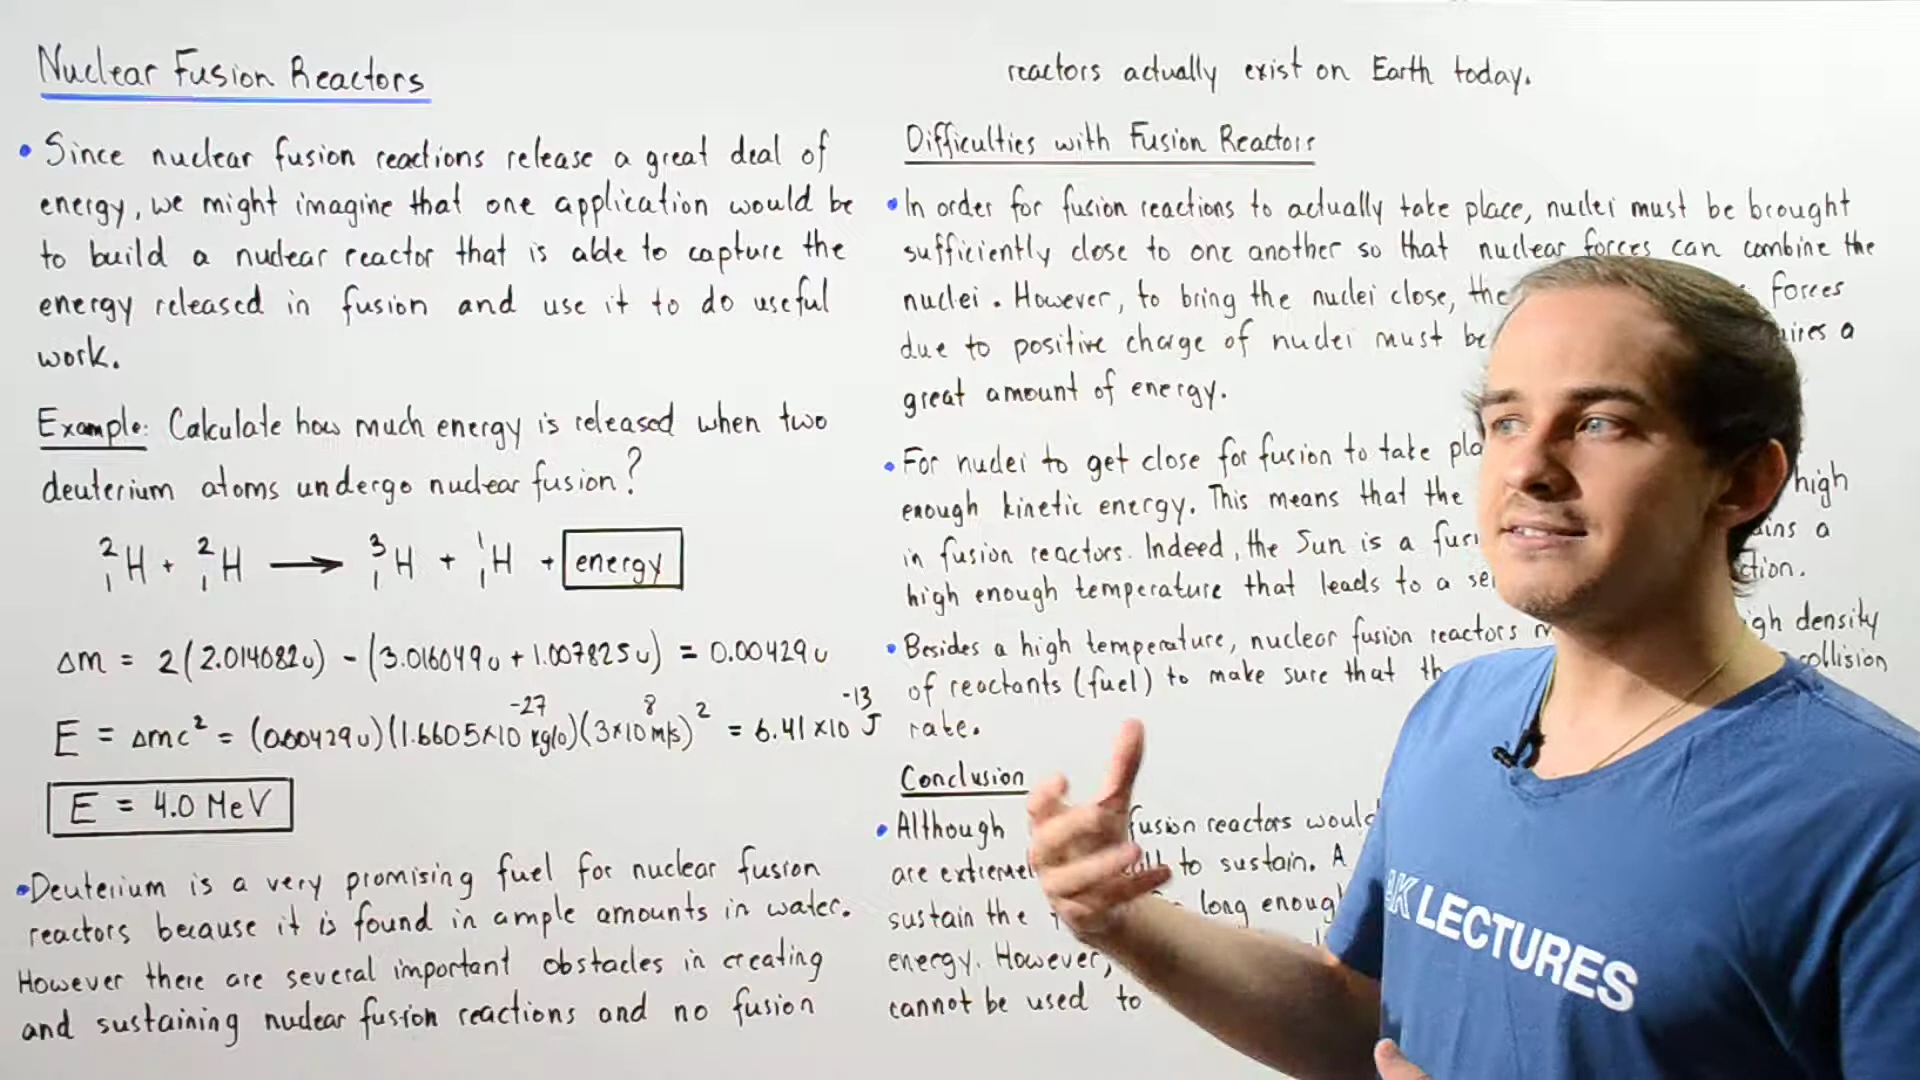 Nuclear Fusion Reactors
• Since nuclear fusion reactions release a great deal of
energy, we might imagine that one application would be
to build a nuclear reactor that is able to capture the
energy released in fusion and use it to do useful
work.
Example: Calculate how much energy is released when two
deuterium atoms undergo nuclear fusion?
²₁H + ²₁H → ³₁H + ¹₁H + energy
Δm = 2(2.014082u) - (3.016049u + 1.007825u) = 0.00429u
E = Δmc² = (0.00429u)(1.6605×10⁻²⁷ kg/u)(3×10⁸ m/s)² = 6.41×10⁻¹³ J
E = 4.0 MeV
• Deuterium is a very promising fuel for nuclear fusion
reactors because it is found in ample amounts in water.
However there are several important obstacles in creating
and sustaining nuclear fusion reactions and no fusion
reactors actually exist on Earth today.
Difficulties with Fusion Reactors
• In order for fusion reactions to actually take place, nuclei must be brought
sufficiently close to one another so that nuclear forces can combine the
nuclei. However, to bring the nuclei close, the forces
due to positive charge of nuclei must be a
great amount of energy.
• For nuclei to get close for fusion to take
enough kinetic energy. This means that the high
in fusion reactors. Indeed, the Sun is a a
high enough temperature that leads to a
• Besides a high temperature, nuclear fusion reactors density
of reactants (fuel) to make sure that collision
rate.
Conclusion
• Although fusion reactors
are to sustain. A
sustain the long
energy. However,
cannot be used to
AK LECTURES